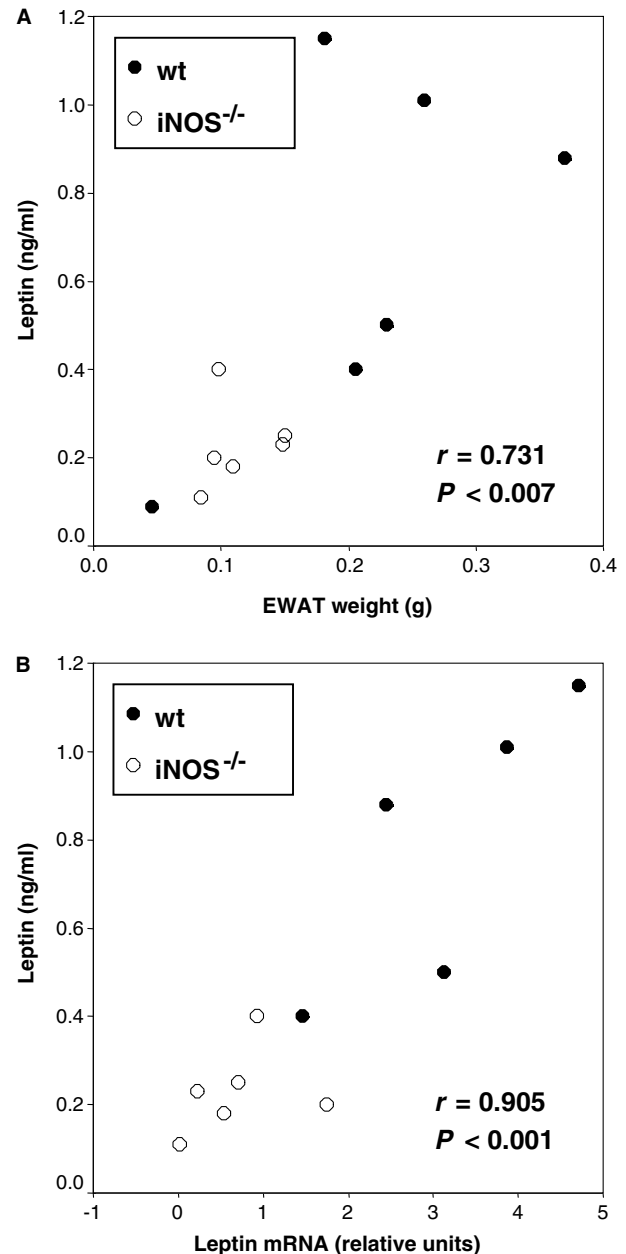 A
1.2
1.0
0.8
0.6
0.4
0.2
0.0
Leptin (ng/ml)
wt
iNOS-/-
r = 0.731
P < 0.007
0.0 0.1 0.2 0.3 0.4
EWAT weight (g)
B
1.2
1.0
0.8
0.6
0.4
0.2
0.0
Leptin (ng/ml)
wt
iNOS-/-
r = 0.905
P < 0.001
-1 0 1 2 3 4 5
Leptin mRNA (relative units)